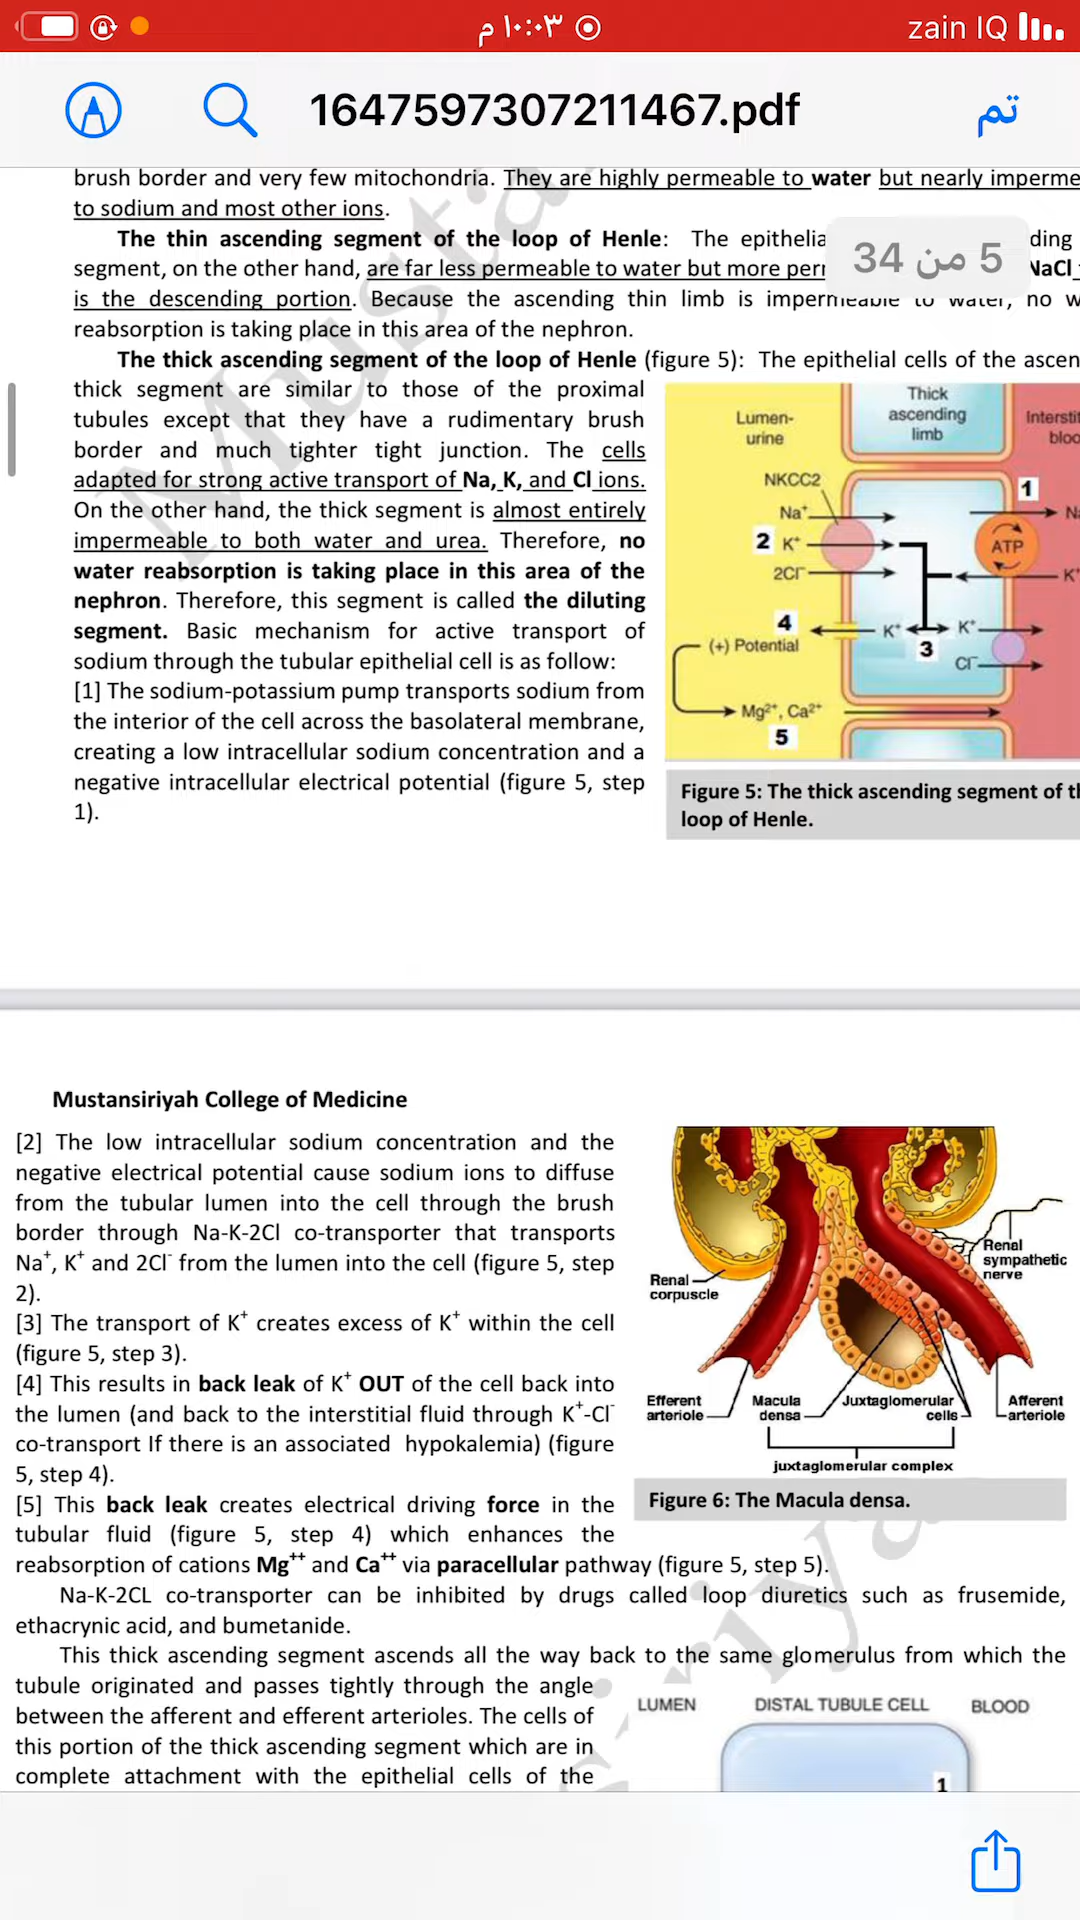 ١٠:٠٣ م
zain IQ
1647597307211467.pdf
تم
5 من 34
brush border and very few mitochondria. They are highly permeable to water but nearly imperme
to sodium and most other ions.
The thin ascending segment of the loop of Henle: The epithelia ding
segment, on the other hand, are far less permeable to water but more perr NaCl
is the descending portion. Because the ascending thin limb is impermeable to water, no w
reabsorption is taking place in this area of the nephron.
The thick ascending segment of the loop of Henle (figure 5): The epithelial cells of the ascen
thick segment are similar to those of the proximal
tubules except that they have a rudimentary brush
border and much tighter tight junction. The cells
adapted for strong active transport of Na, K, and Cl ions.
On the other hand, the thick segment is almost entirely
impermeable to both water and urea. Therefore, no
water reabsorption is taking place in this area of the
nephron. Therefore, this segment is called the diluting
segment. Basic mechanism for active transport of
sodium through the tubular epithelial cell is as follow:
[1] The sodium-potassium pump transports sodium from
the interior of the cell across the basolateral membrane,
creating a low intracellular sodium concentration and a
negative intracellular electrical potential (figure 5, step
1).
Lumen-
urine
Thick
ascending
limb
Interstit
bloo
NKCC2
1
Na⁺
Na
2 K⁺
ATP
2Cl⁻
K⁺
4
K⁺
K⁺
(+) Potential
3
Cl⁻
Mg²⁺, Ca²⁺
5
Figure 5: The thick ascending segment of th
loop of Henle.
Musta
Mustansiriyah College of Medicine
[2] The low intracellular sodium concentration and the
negative electrical potential cause sodium ions to diffuse
from the tubular lumen into the cell through the brush
border through Na-K-2Cl co-transporter that transports
Na⁺, K⁺ and 2Cl⁻ from the lumen into the cell (figure 5, step
2).
[3] The transport of K⁺ creates excess of K⁺ within the cell
(figure 5, step 3).
[4] This results in back leak of K⁺ OUT of the cell back into
the lumen (and back to the interstitial fluid through K⁺-Cl⁻
co-transport If there is an associated hypokalemia) (figure
5, step 4).
[5] This back leak creates electrical driving force in the
tubular fluid (figure 5, step 4) which enhances the
reabsorption of cations Mg⁺⁺ and Ca⁺⁺ via paracellular pathway (figure 5, step 5).
Renal
sympathetic
nerve
Renal
corpuscle
Efferent
arteriole
Macula
densa
Juxtaglomerular
cells
Afferent
arteriole
juxtaglomerular complex
Figure 6: The Macula densa.
Na-K-2CL co-transporter can be inhibited by drugs called loop diuretics such as frusemide,
ethacrynic acid, and bumetanide.
This thick ascending segment ascends all the way back to the same glomerulus from which the
tubule originated and passes tightly through the angle
between the afferent and efferent arterioles. The cells of
this portion of the thick ascending segment which are in
complete attachment with the epithelial cells of the
LUMEN DISTAL TUBULE CELL BLOOD
1
siriya